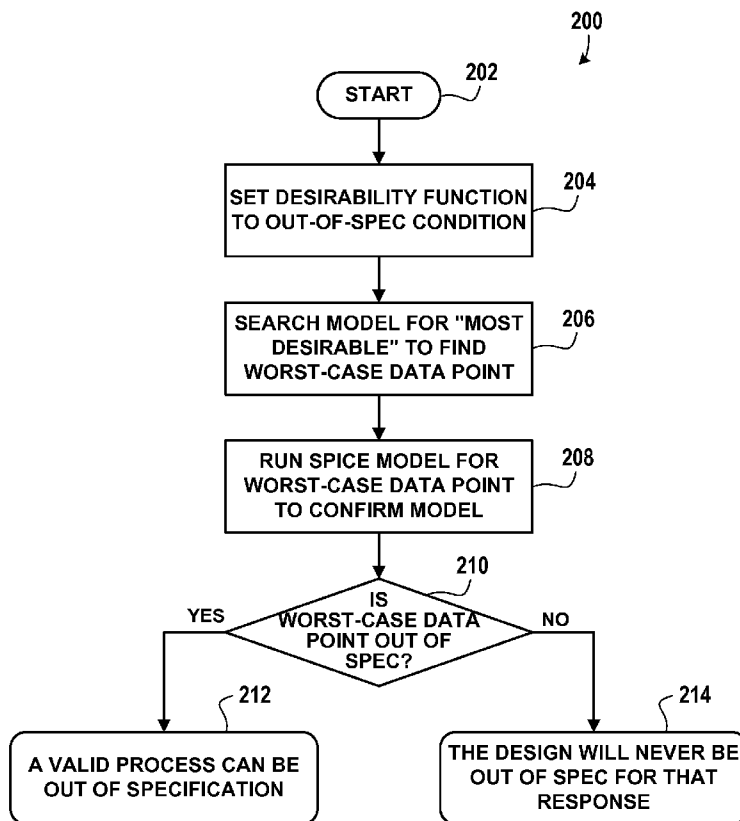 200
START
202
SET DESIRABILITY FUNCTION
TO OUT-OF-SPEC CONDITION
204
SEARCH MODEL FOR "MOST
DESIRABLE" TO FIND
WORST-CASE DATA POINT
206
RUN SPICE MODEL FOR
WORST-CASE DATA POINT
TO CONFIRM MODEL
208
210
IS
WORST-CASE DATA
POINT OUT OF
SPEC?
YES
NO
212
A VALID PROCESS CAN BE
OUT OF SPECIFICATION
214
THE DESIGN WILL NEVER BE
OUT OF SPEC FOR THAT
RESPONSE